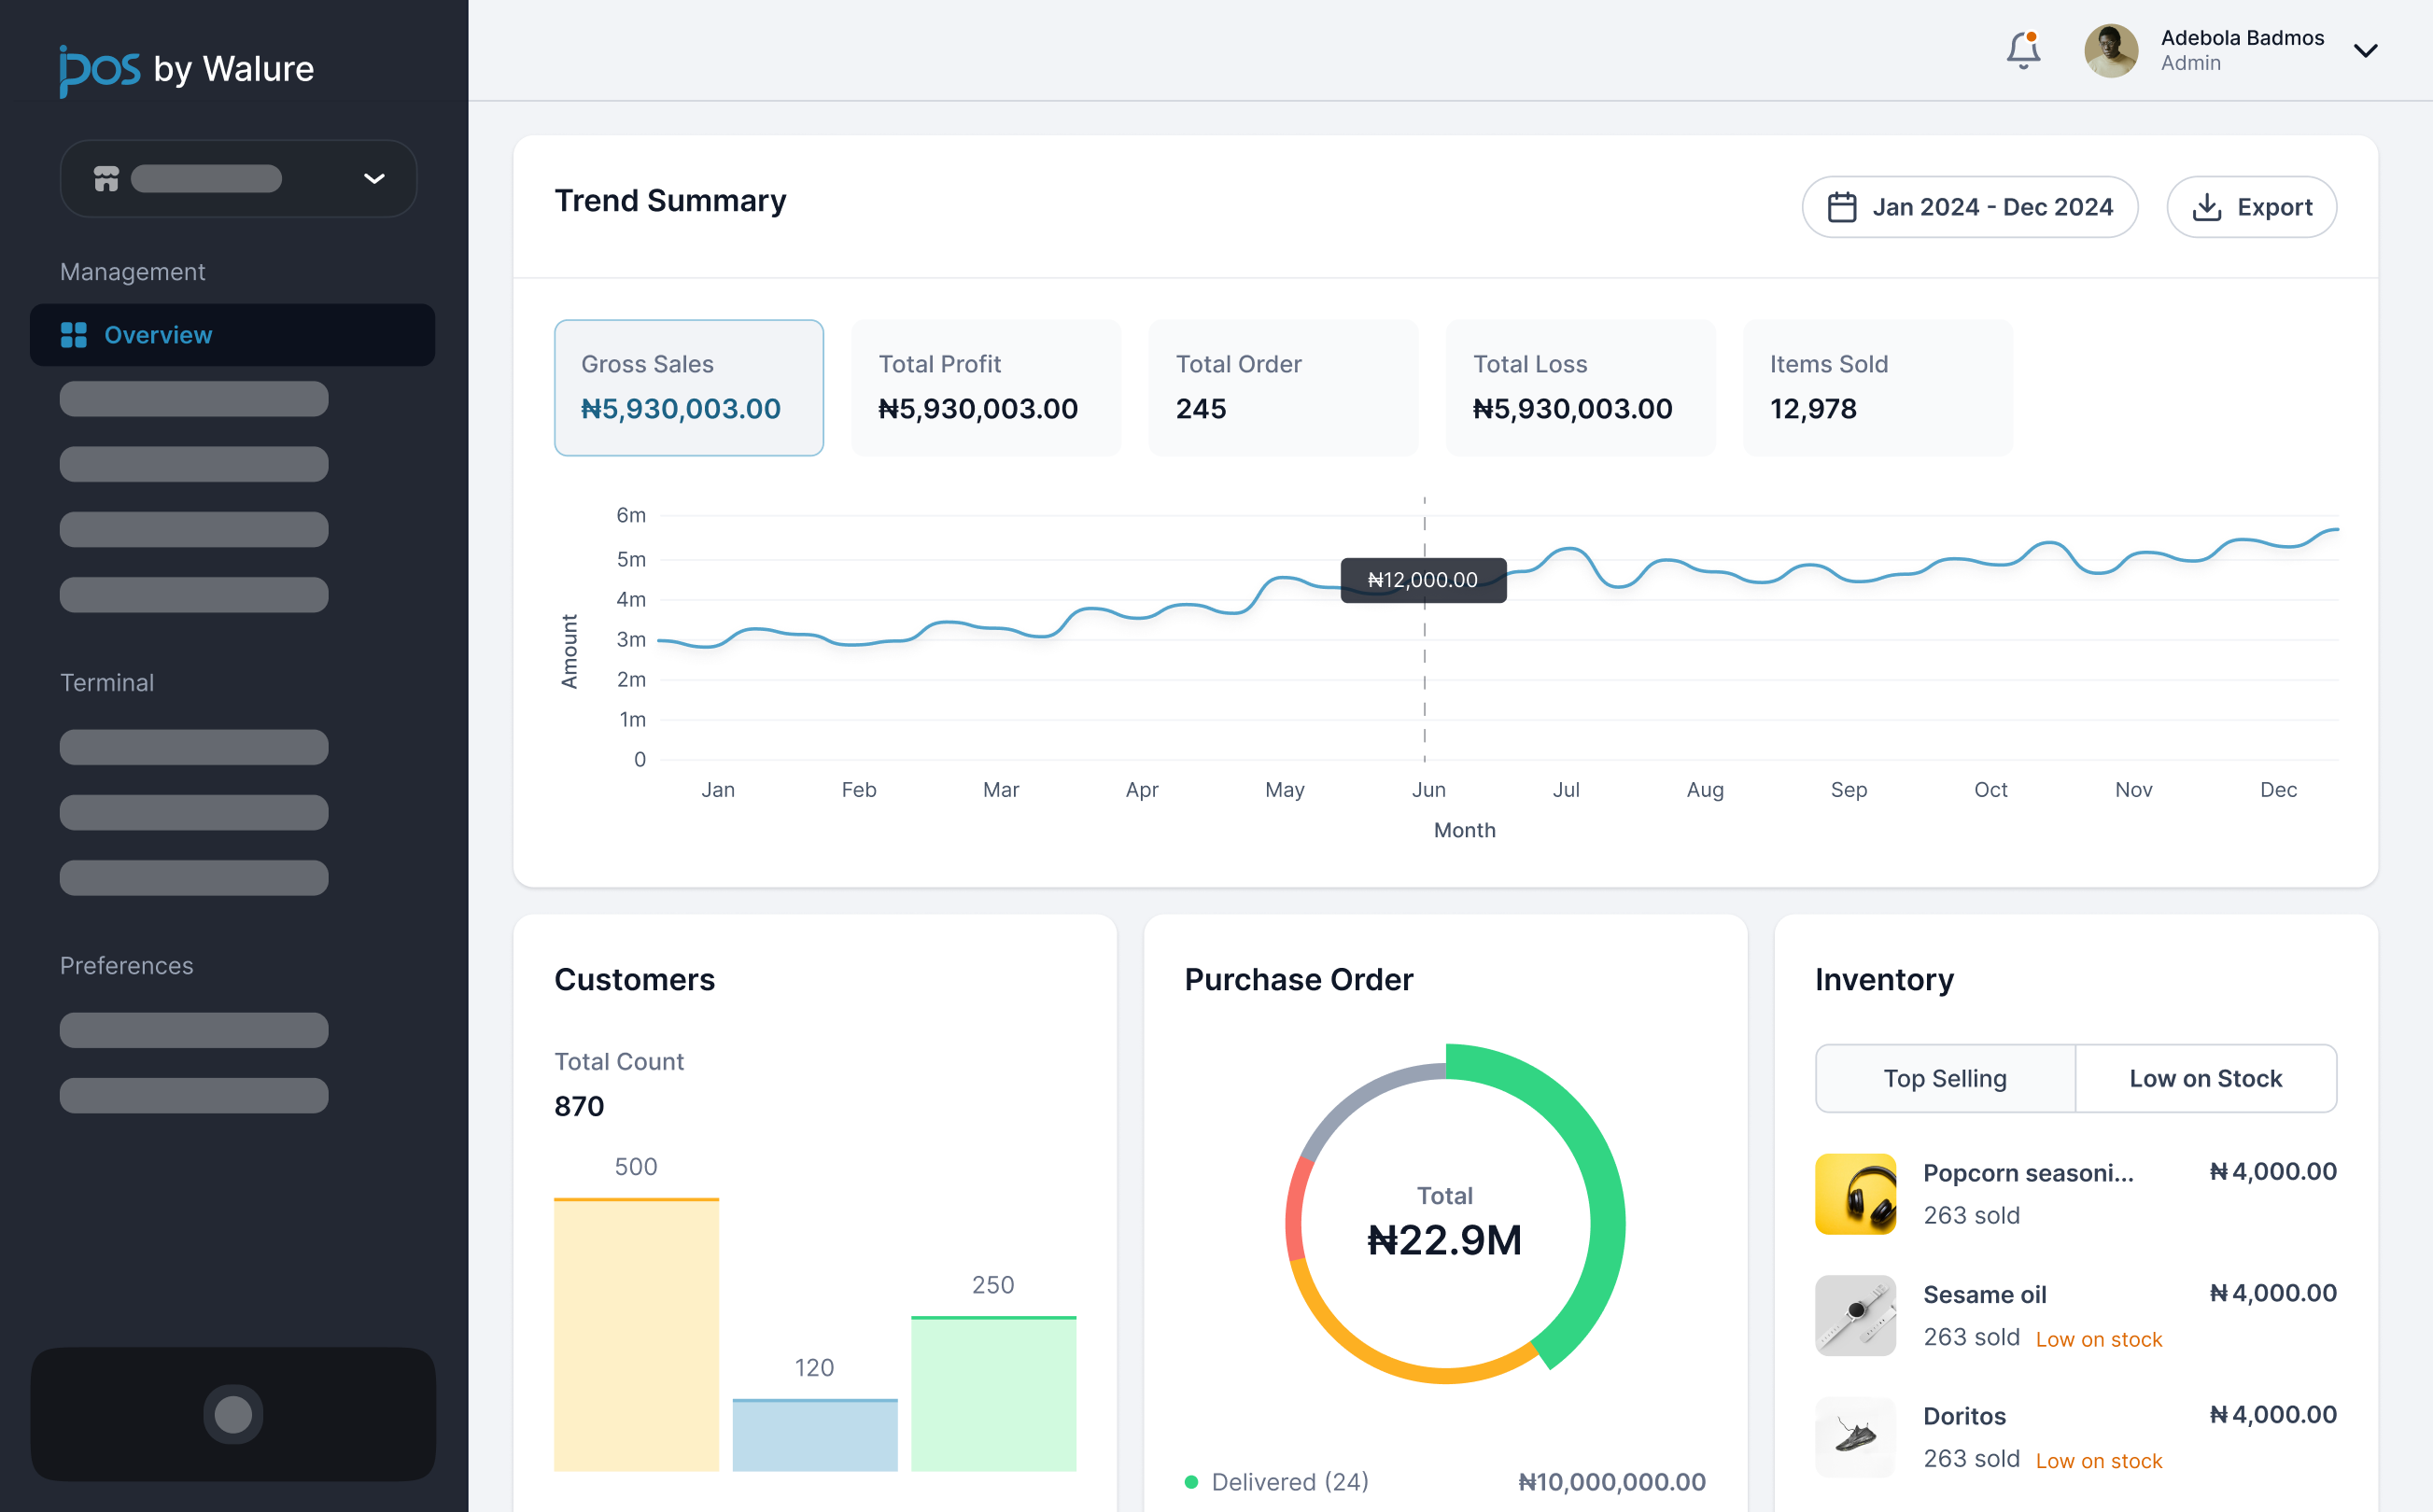 ipos by Walure
Adebola Badmos
Admin
Management
Overview
Terminal
Preferences
Trend Summary
Jan 2024 - Dec 2024
Export
Gross Sales
₦5,930,003.00
Total Profit
₦5,930,003.00
Total Order
245
Total Loss
₦5,930,003.00
Items Sold
12,978
Amount
6m
5m
4m
3m
2m
1m
0
₦12,000.00
Jan Feb Mar Apr May Jun Jul Aug Sep Oct Nov Dec
Month
Customers
Total Count
870
500
120
250
Purchase Order
Total
₦22.9M
Delivered (24) ₦10,000,000.00
Inventory
Top Selling
Low on Stock
Popcorn seasoni... ₦4,000.00
263 sold
Sesame oil ₦4,000.00
263 sold Low on stock
Doritos ₦4,000.00
263 sold Low on stock